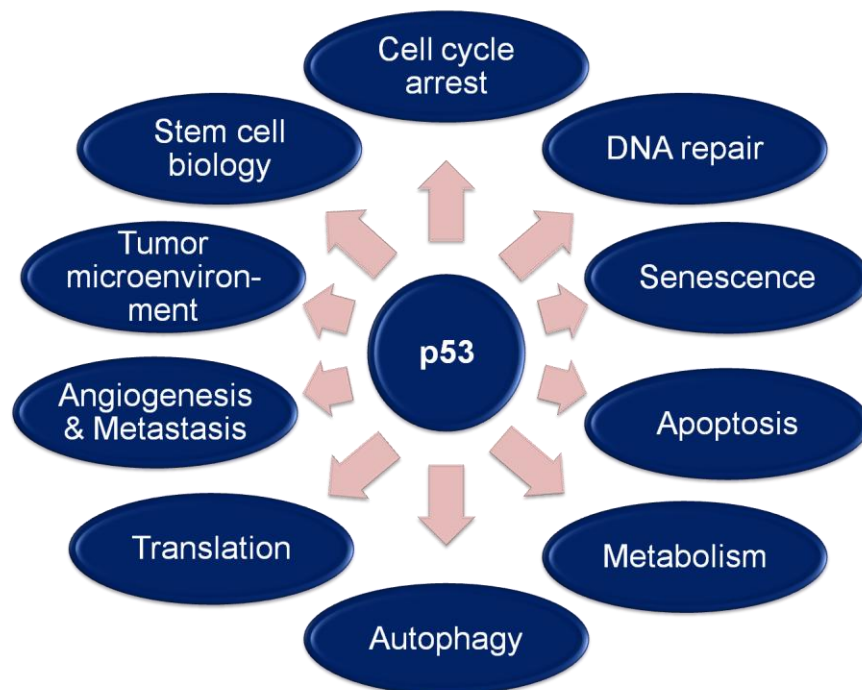 Cell cycle
arrest
DNA repair
Senescence
Apoptosis
Metabolism
Autophagy
Translation
Angiogenesis
& Metastasis
Tumor
microenviron-
ment
Stem cell
biology
p53